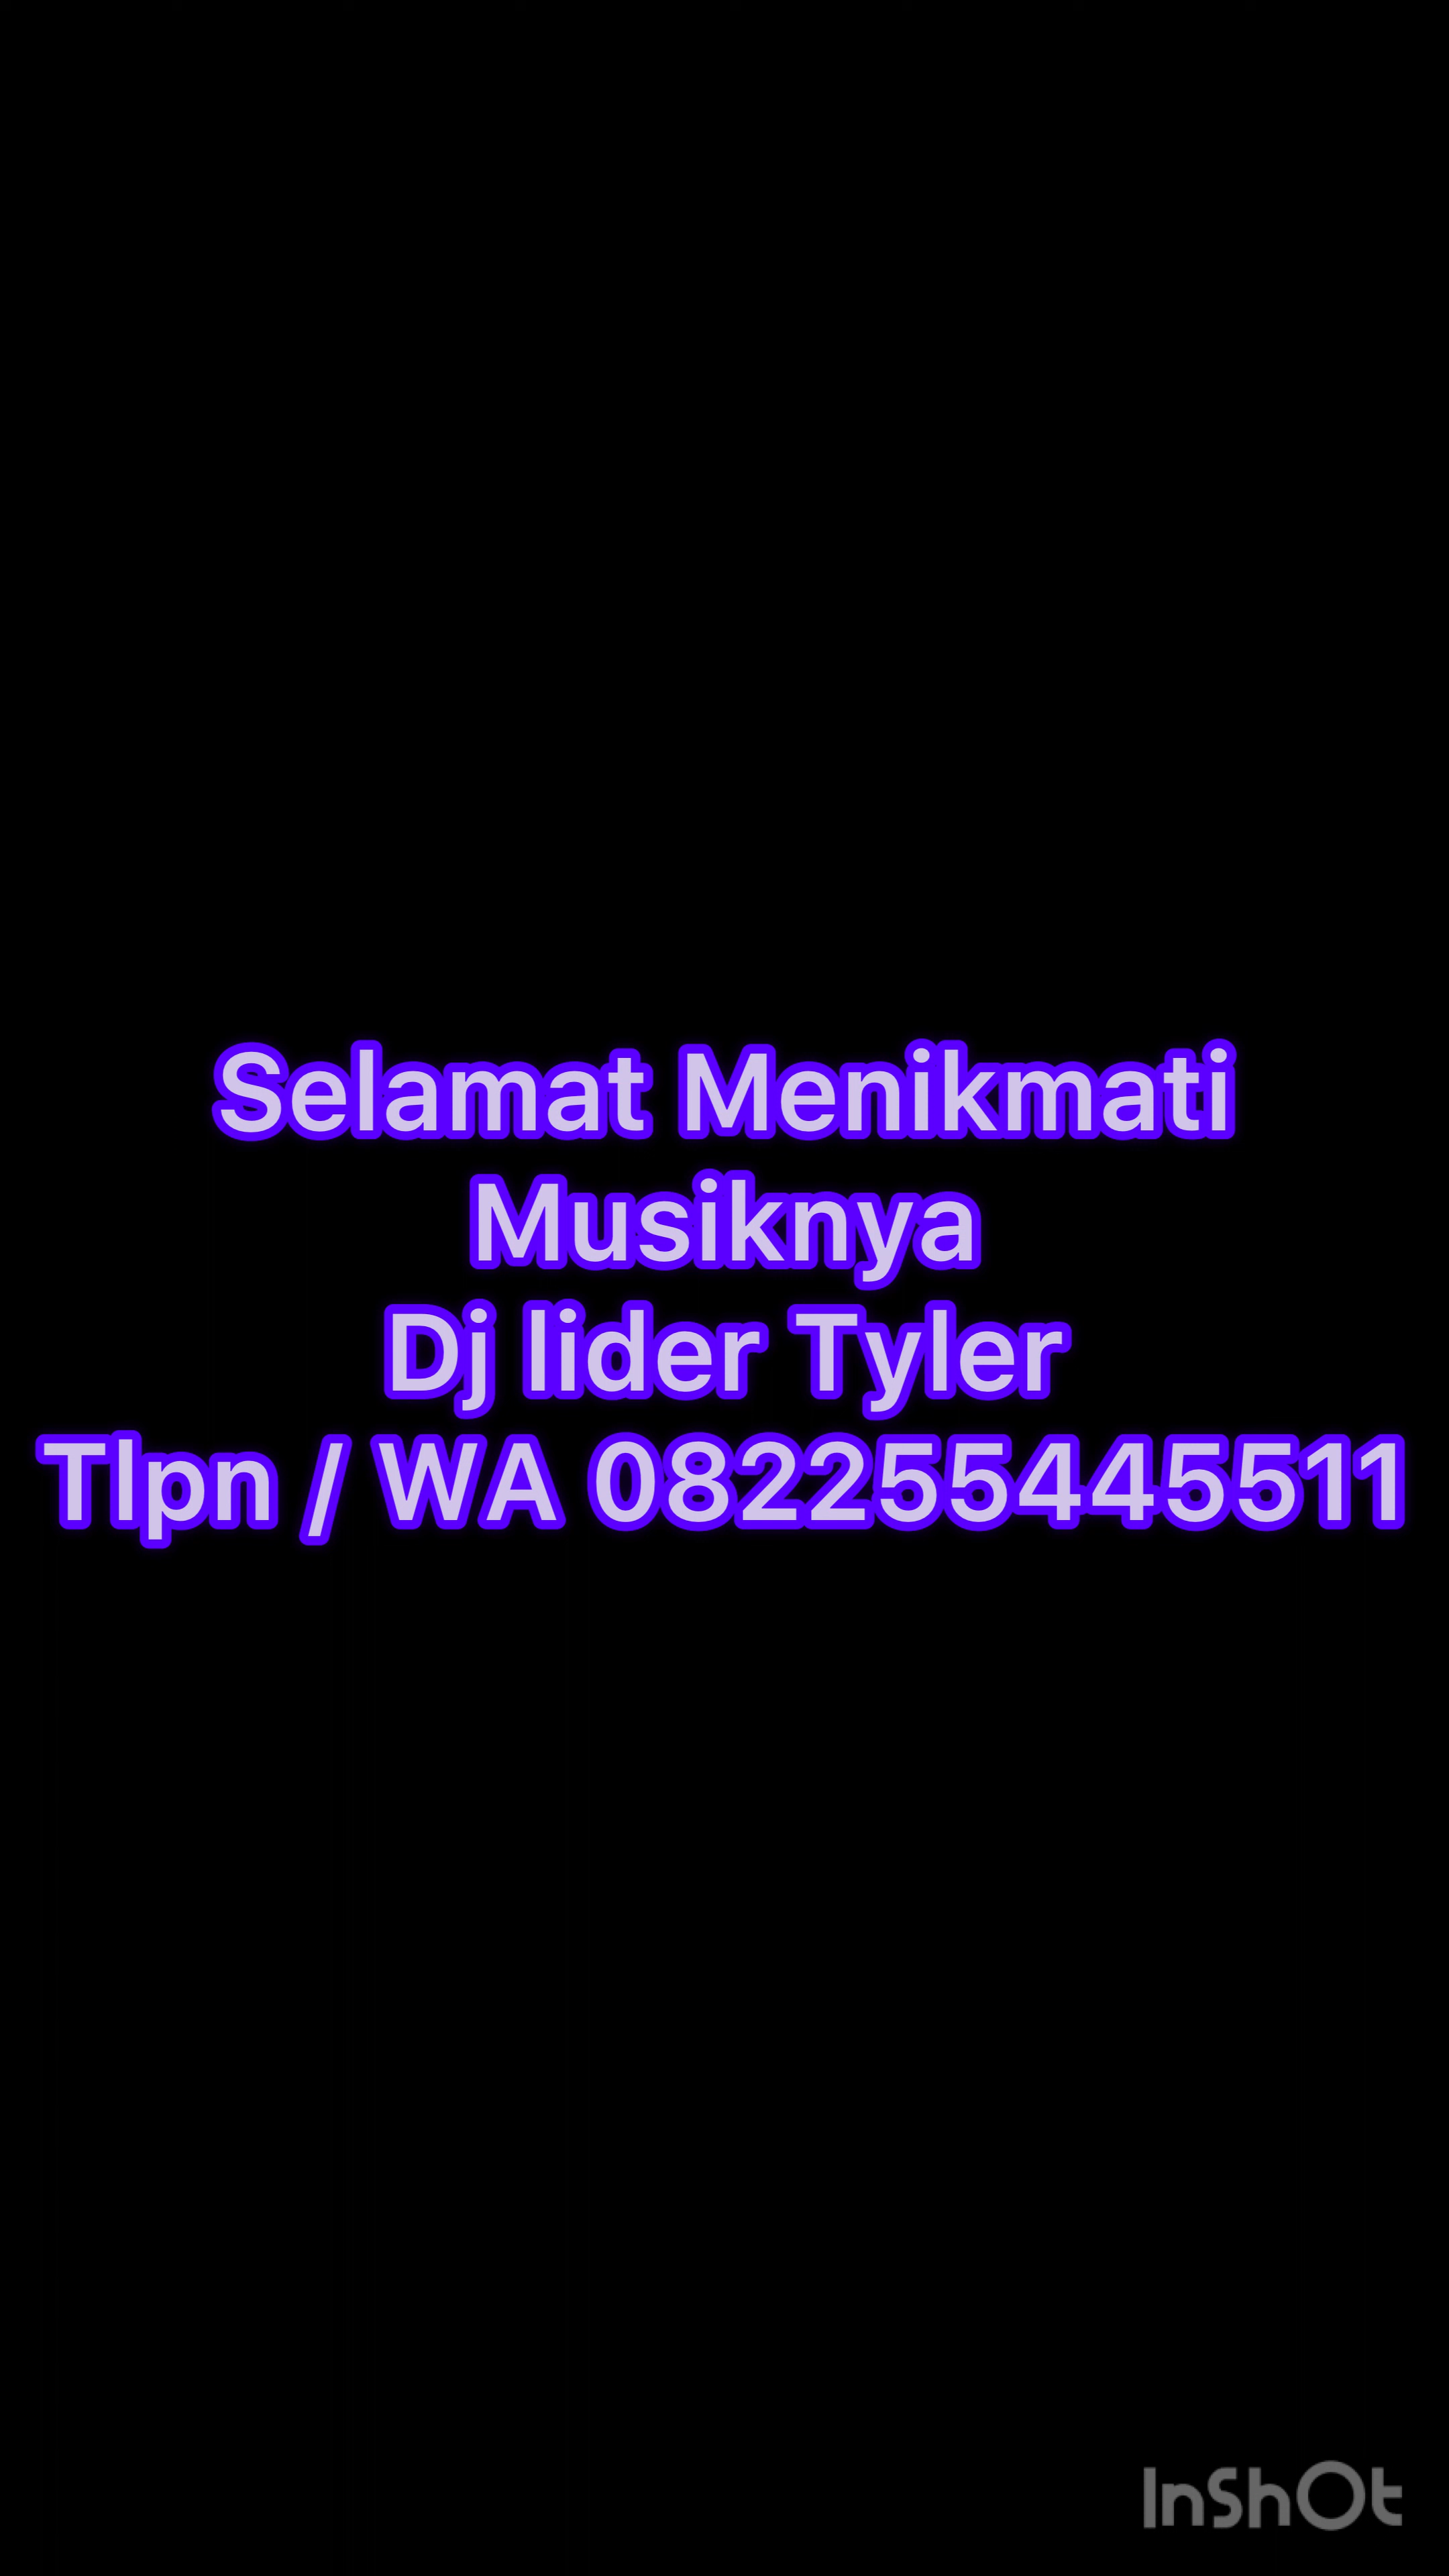 Selamat Menikmati
Musiknya
Dj lider Tyler
Tlpn / WA 082255445511
InShOt